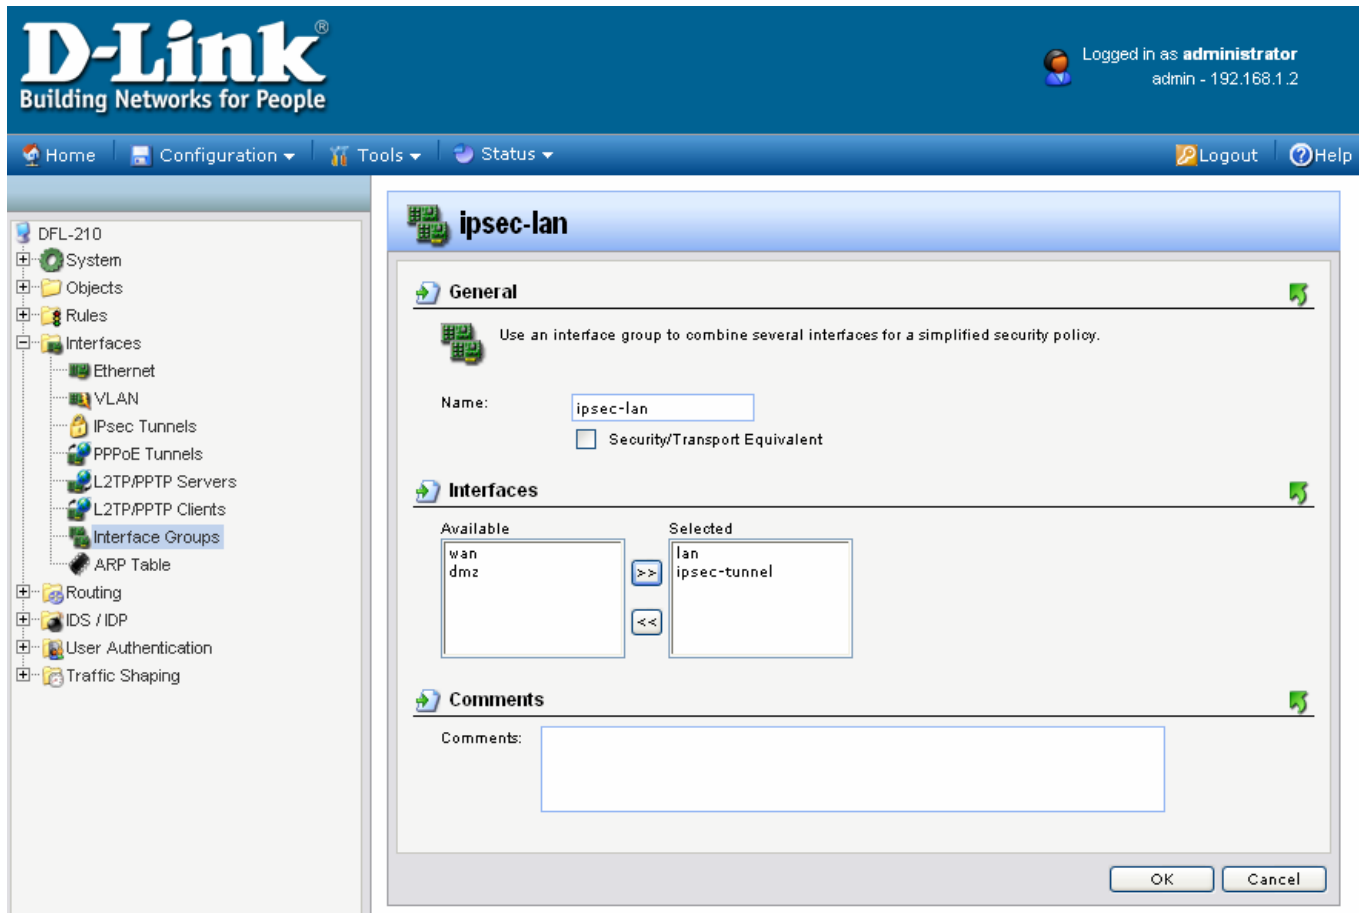 D-Link®
Building Networks for People
Logged in as administrator
admin - 192.168.1.2
Home Configuration Tools Status Logout Help
DFL-210
System
Objects
Rules
Interfaces
Ethernet
VLAN
IPsec Tunnels
PPPoE Tunnels
L2TP/PPTP Servers
L2TP/PPTP Clients
Interface Groups
ARP Table
Routing
IDS / IDP
User Authentication
Traffic Shaping
ipsec-lan
General
Use an interface group to combine several interfaces for a simplified security policy.
Name: ipsec-lan
Security/Transport Equivalent
Interfaces
Available Selected
wan lan
dmz >> ipsec-tunnel
<<
Comments
Comments:
OK Cancel